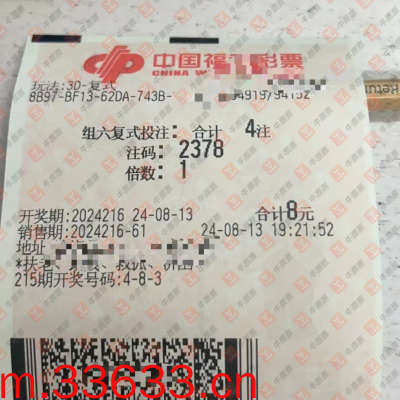 中国福 彩票
CHINA W
玩法:3D-复式
8B97-BF13-62DA-743B- 94919794152
组六复式投注: 合计 4注
注码: 2378
倍数: 1
开奖期:2024216 24-08-13 合计8元
销售期:2024216-61 24-08-13 19:21:52
地址
215期开奖号码:4-8-3
m.33633.cn